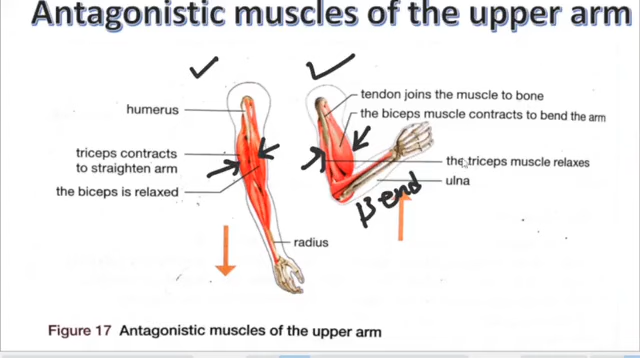 Antagonistic muscles of the upper arm
humerus
triceps contracts
to straighten arm
the biceps is relaxed
radius
tendon joins the muscle to bone
the biceps muscle contracts to bend the arm
the triceps muscle relaxes
ulna
Bend
Figure 17 Antagonistic muscles of the upper arm